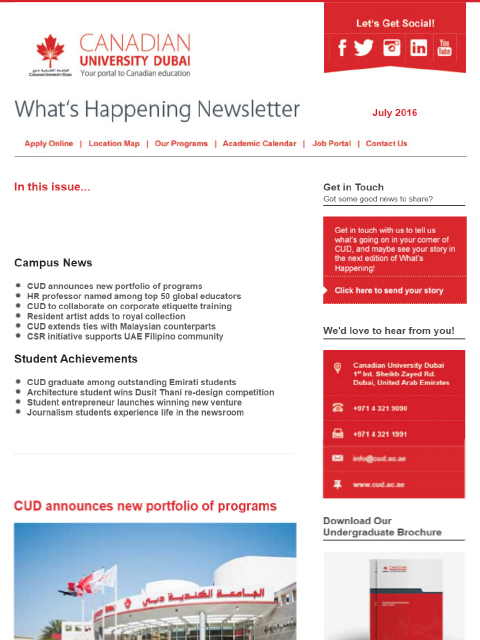 CANADIAN
UNIVERSITY DUBAI
Your portal to Canadian education
Let's Get Social!
You
Tube
What's Happening Newsletter
July 2016
Apply Online | Location Map | Our Programs | Academic Calendar | Job Portal | Contact Us
In this issue...
Campus News
CUD announces new portfolio of programs
HR professor named among top 50 global educators
CUD to collaborate on corporate etiquette training
Resident artist adds to royal collection
CUD extends ties with Malaysian counterparts
CSR initiative supports UAE Filipino community
Student Achievements
CUD graduate among outstanding Emirati students
Architecture student wins Dusit Thani re-design competition
Student entrepreneur launches winning new venture
Journalism students experience life in the newsroom
CUD announces new portfolio of programs
الجامعة الكندية دبي
Get in Touch
Got some good news to share?
Get in touch with us to tell us
what's going on in your corner of
CUD, and maybe see your story in
the next edition of What's
Happening!
Click here to send your story
We'd love to hear from you!
Canadian University Dubai
1st Int. Sheikh Zayed Rd.
Dubai, United Arab Emirates
+971 4 321 9090
+971 4 321 1991
info@cud.ac.ae
www.cud.ac.ae
Download Our
Undergraduate Brochure
CANADIAN